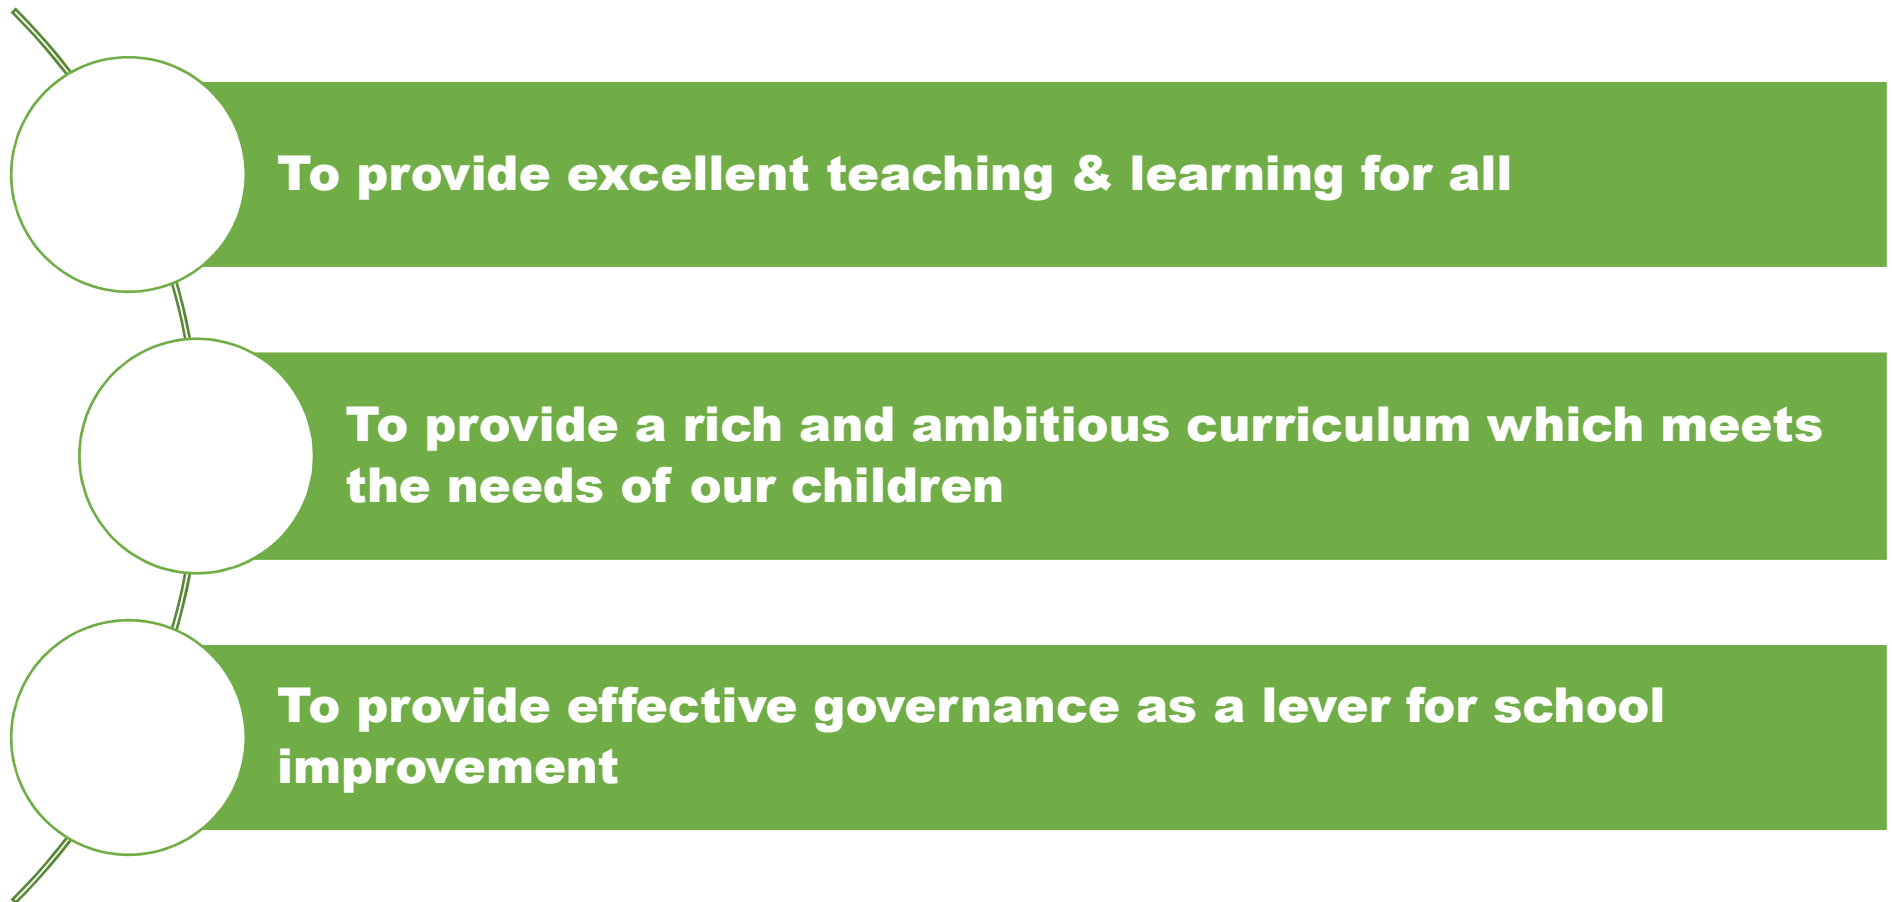 To provide excellent teaching & learning for all
To provide a rich and ambitious curriculum which meets
the needs of our children
To provide effective governance as a lever for school
improvement